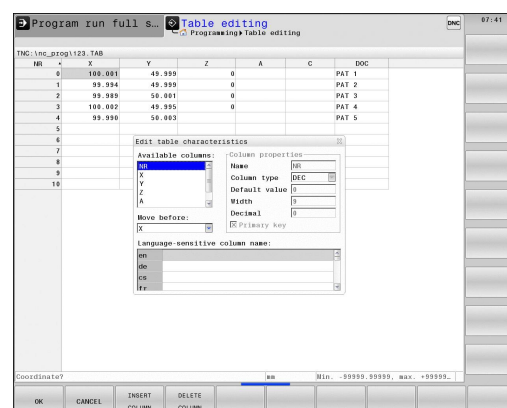 Program run full s... Table editing DNC 07:41
Programming▸Table editing
TNC:\nc_prog\123.TAB
NR X Y Z A C DOC
0 100.001 49.999 0 PAT 1
1 99.994 49.999 0 PAT 2
2 99.989 50.001 0 PAT 3
3 100.002 49.995 0 PAT 4
4 99.990 50.003 PAT 5
5
6
7
8
9
10
Edit table characteristics
Available columns:
NR
X
Y
Z
A
Move before:
X
Column properties
Name NR
Column type DEC
Default value 0
Width 9
Decimal 0
Primary key
Language-sensitive column name:
en
de
cs
fr
Coordinate? mm Min. -99999.99999, max. +99999…
OK CANCEL INSERT COLUMN DELETE COLUMN